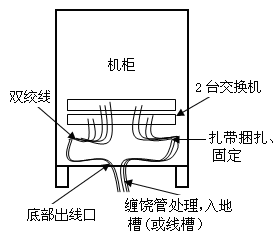 机柜
双绞线
2台交换机
扎带捆扎、
固定
底部出线口
缠饶管处理,入地
槽(或线槽)